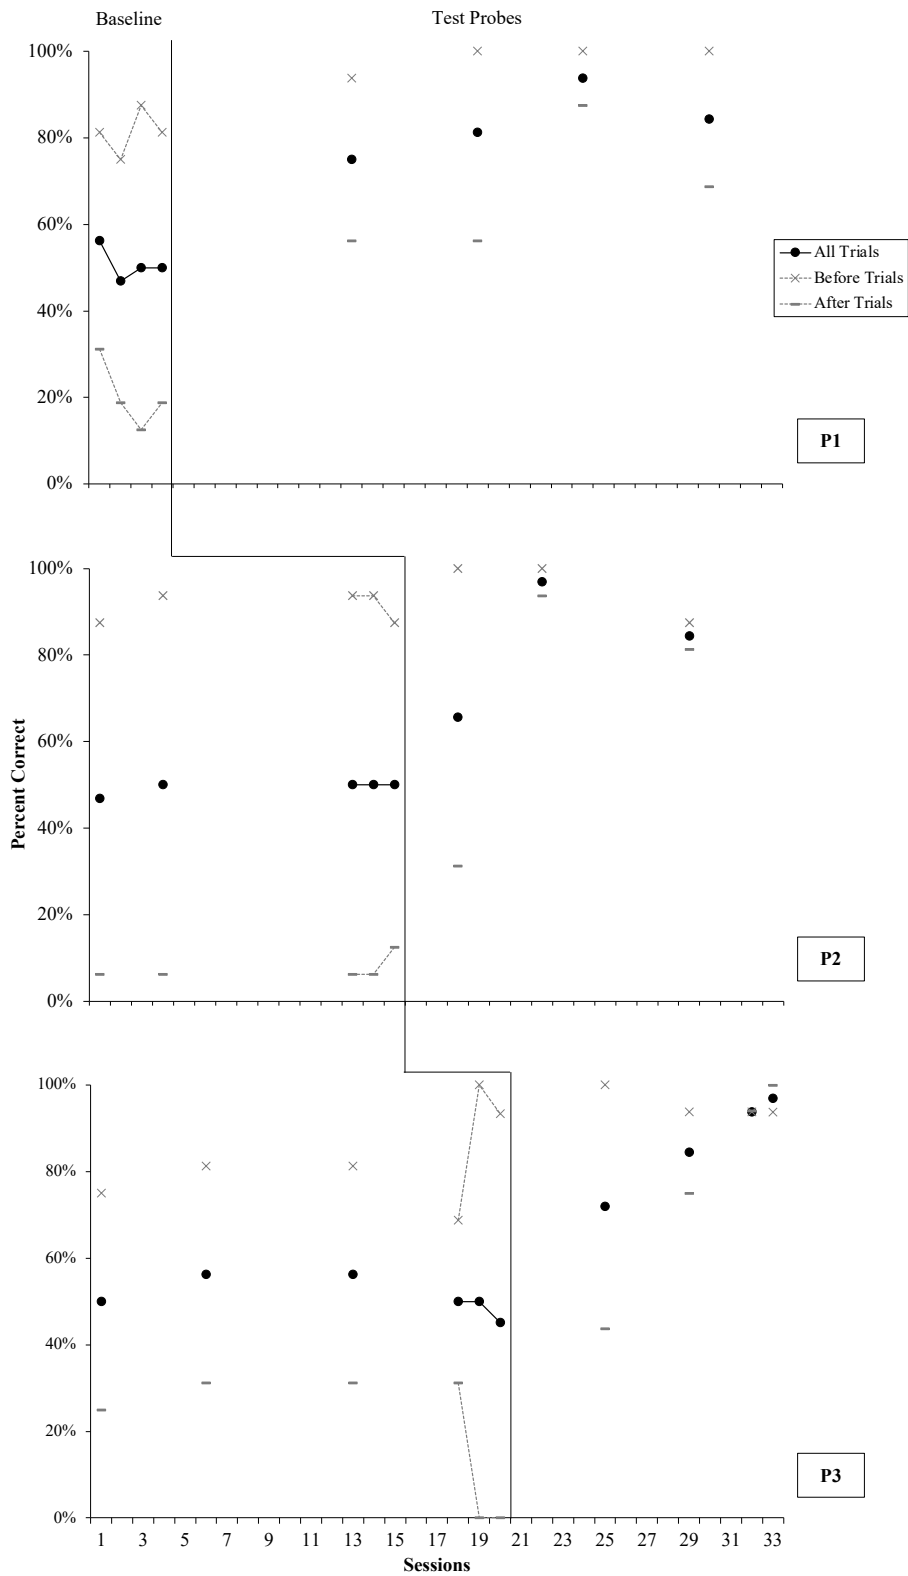 Baseline
Test Probes
100%
80%
60%
40%
20%
0%
All Trials
Before Trials
After Trials
P1
100%
80%
60%
40%
20%
0%
Percent Correct
P2
100%
80%
60%
40%
20%
0%
P3
1 3 5 7 9 11 13 15 17 19 21 23 25 27 29 31 33
Sessions